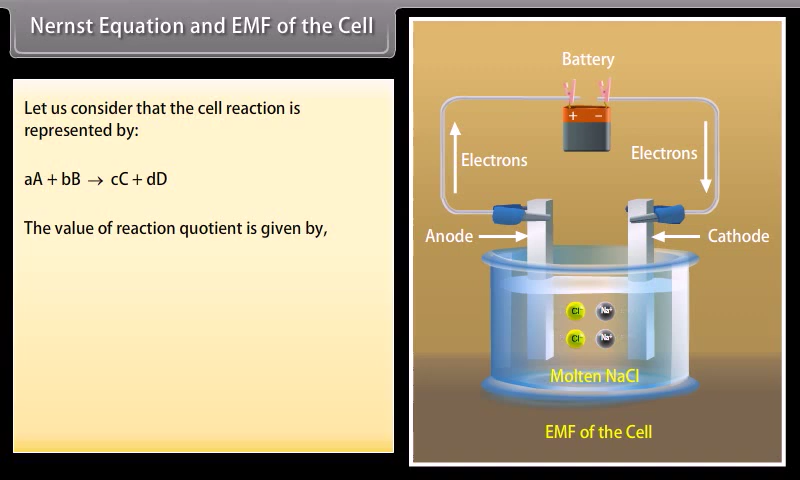 Nernst Equation and EMF of the Cell
Let us consider that the cell reaction is
represented by:
aA + bB → cC + dD
The value of reaction quotient is given by,
Battery
+ −
Electrons
Electrons
Anode
Cathode
Cl⁻ Na⁺
Cl⁻ Na⁺
Molten NaCl
EMF of the Cell